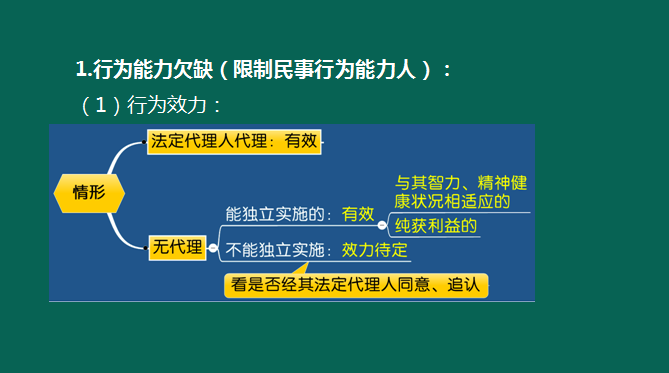 1.行为能力欠缺（限制民事行为能力人）：
（1）行为效力：
情形
法定代理人代理：有效
无代理
能独立实施的：有效
与其智力、精神健
康状况相适应的
纯获利益的
不能独立实施：效力待定
看是否经其法定代理人同意、追认